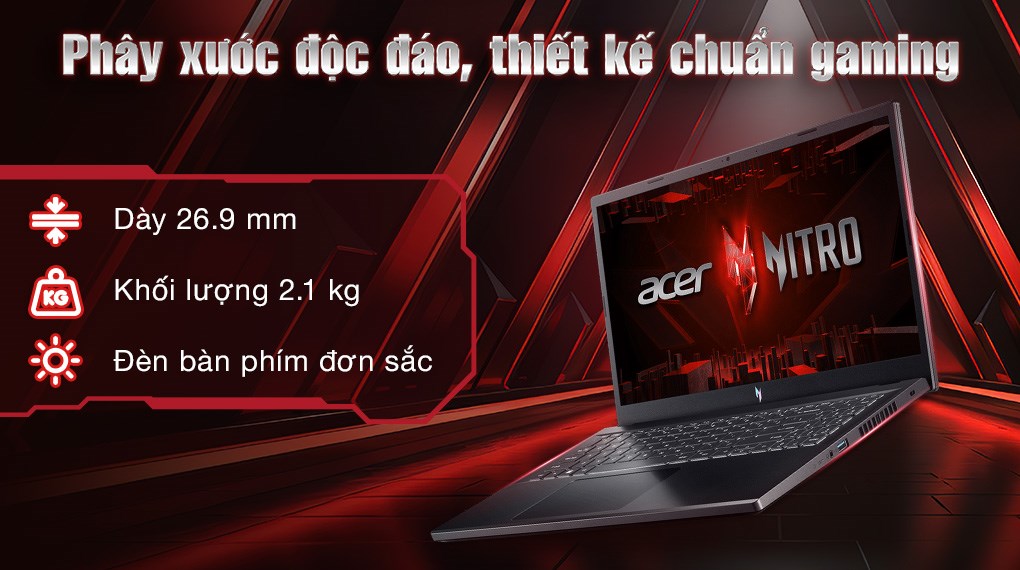 Phây xước độc đáo, thiết kế chuẩn gaming
Dày 26.9 mm
KG
Khối lượng 2.1 kg
Đèn bàn phím đơn sắc
acer NITRO